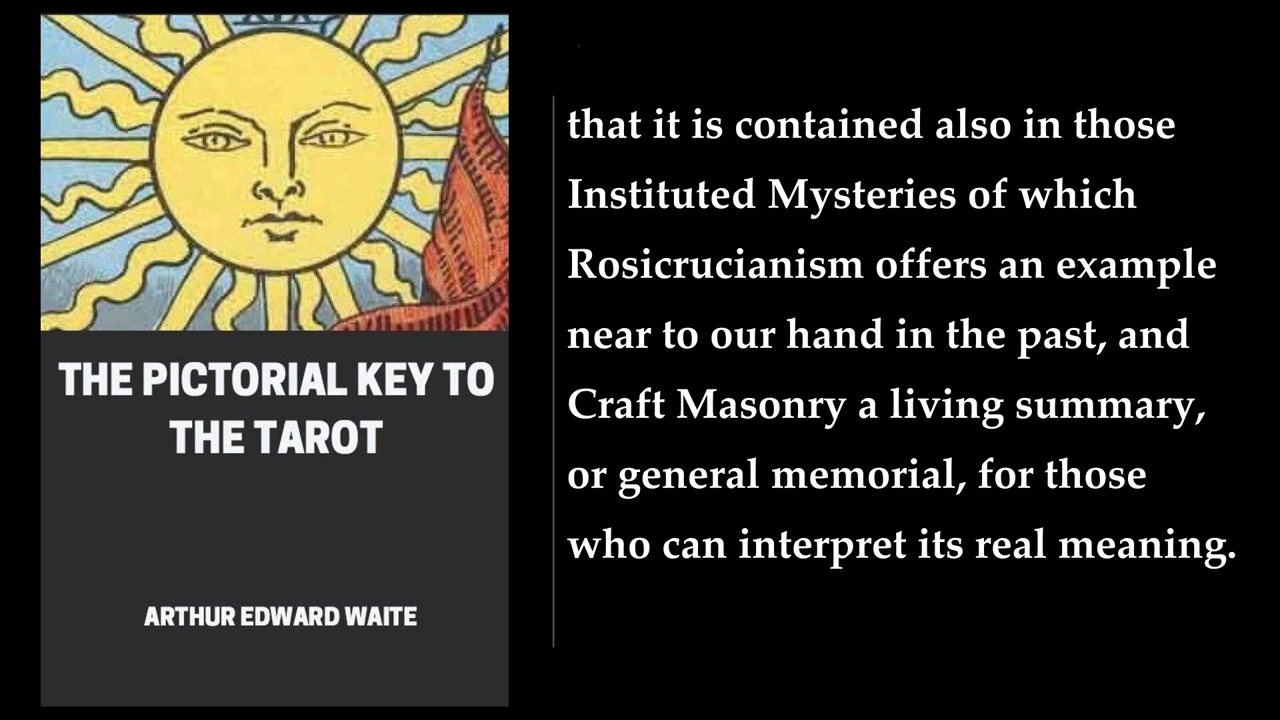 XIX
THE PICTORIAL KEY TO
THE TAROT
ARTHUR EDWARD WAITE
that it is contained also in those
Instituted Mysteries of which
Rosicrucianism offers an example
near to our hand in the past, and
Craft Masonry a living summary,
or general memorial, for those
who can interpret its real meaning.